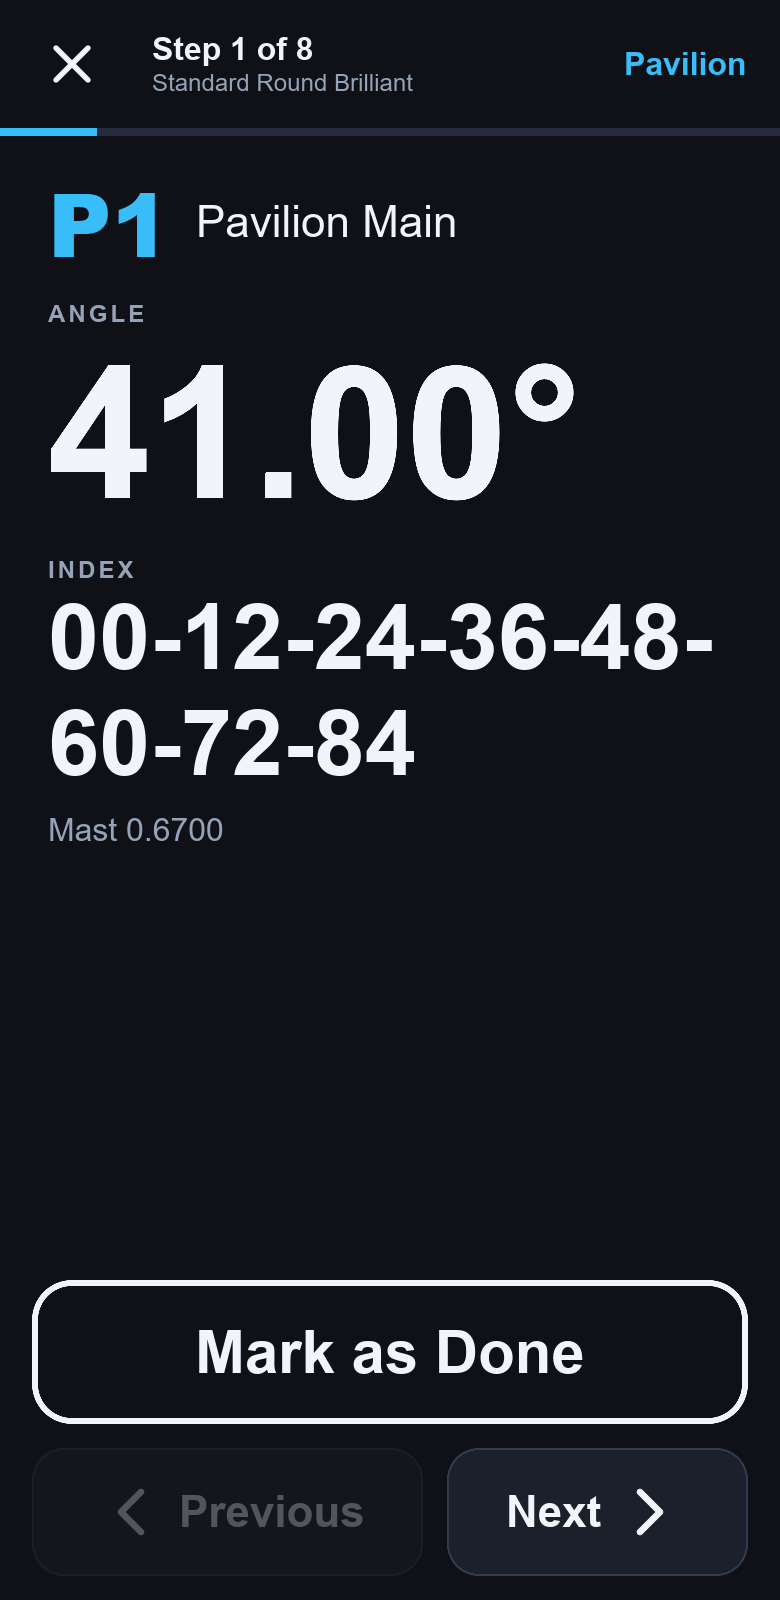 Step 1 of 8
Standard Round Brilliant
Pavilion
P1 Pavilion Main
ANGLE
41.00°
INDEX
00-12-24-36-48-
60-72-84
Mast 0.6700
Mark as Done
Previous
Next